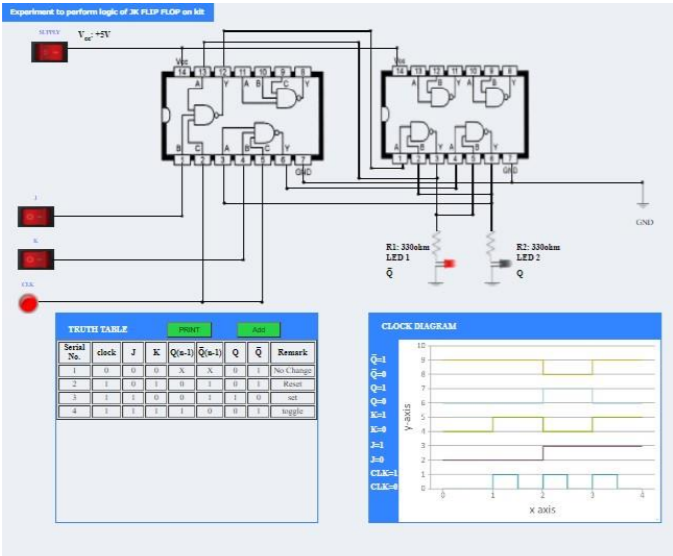 Experiment to perform logic of JK FLIP FLOP on kit
SUPPLY
Vcc: +5V
Vcc
14 13 12 11 10 9 8
A Y A B C Y
B C A B C Y
1 2 3 4 5 6 7
GND
Vcc
14 13 12 11 10 9 8
A B Y A B Y
A B Y A B Y
1 2 3 4 5 6 7
GND
J
K
CLK
GND
R1: 330ohm
LED 1
Q̄
R2: 330ohm
LED 2
Q
TRUTH TABLE PRINT Add
Serial No. clock J K Q(n-1) Q̄(n-1) Q Q̄ Remark
1 0 0 0 X X 0 1 No Change
2 1 0 1 0 1 0 1 Reset
3 1 1 0 0 1 1 0 set
4 1 1 1 1 0 0 1 toggle
CLOCK DIAGRAM
Q̄=1
Q̄=0
Q=1
Q=0
K=1
K=0
J=1
J=0
CLK=1
CLK=0
y-axis
10
9
8
7
6
5
4
3
2
1
0
0 1 2 3 4
x axis